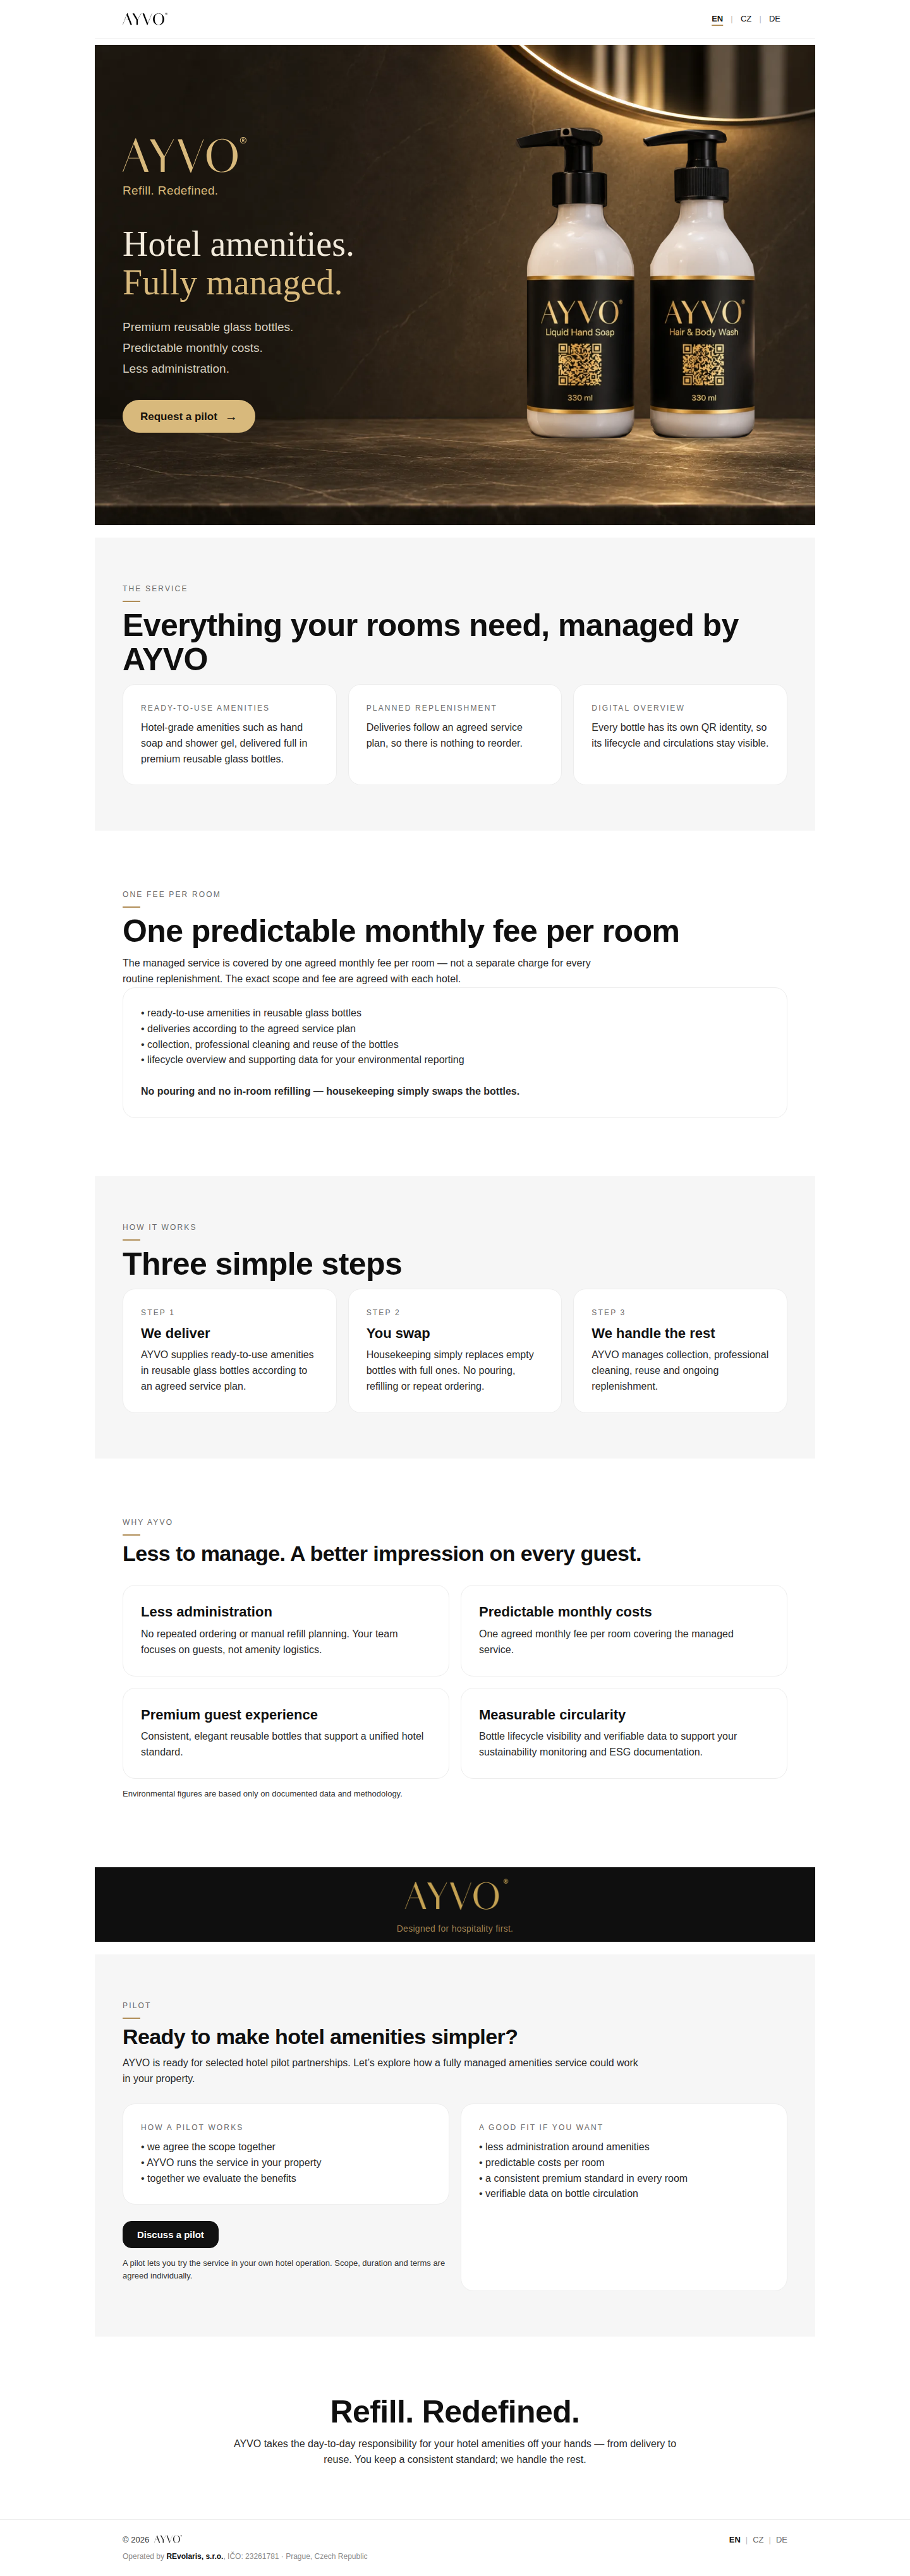 AYVO®
EN | CZ | DE
AYVO®
Refill. Redefined.
Hotel amenities.
Fully managed.
Premium reusable glass bottles.
Predictable monthly costs.
Less administration.
Request a pilot →
AYVO®
Liquid Hand Soap
330 ml
AYVO®
Hair & Body Wash
330 ml
THE SERVICE
Everything your rooms need, managed by
AYVO
READY-TO-USE AMENITIES
Hotel-grade amenities such as hand
soap and shower gel, delivered full in
premium reusable glass bottles.
PLANNED REPLENISHMENT
Deliveries follow an agreed service
plan, so there is nothing to reorder.
DIGITAL OVERVIEW
Every bottle has its own QR identity, so
its lifecycle and circulations stay visible.
ONE FEE PER ROOM
One predictable monthly fee per room
The managed service is covered by one agreed monthly fee per room — not a separate charge for every
routine replenishment. The exact scope and fee are agreed with each hotel.
• ready-to-use amenities in reusable glass bottles
• deliveries according to the agreed service plan
• collection, professional cleaning and reuse of the bottles
• lifecycle overview and supporting data for your environmental reporting
No pouring and no in-room refilling — housekeeping simply swaps the bottles.
HOW IT WORKS
Three simple steps
STEP 1
We deliver
AYVO supplies ready-to-use amenities
in reusable glass bottles according to
an agreed service plan.
STEP 2
You swap
Housekeeping simply replaces empty
bottles with full ones. No pouring,
refilling or repeat ordering.
STEP 3
We handle the rest
AYVO manages collection, professional
cleaning, reuse and ongoing
replenishment.
WHY AYVO
Less to manage. A better impression on every guest.
Less administration
No repeated ordering or manual refill planning. Your team
focuses on guests, not amenity logistics.
Predictable monthly costs
One agreed monthly fee per room covering the managed
service.
Premium guest experience
Consistent, elegant reusable bottles that support a unified hotel
standard.
Measurable circularity
Bottle lifecycle visibility and verifiable data to support your
sustainability monitoring and ESG documentation.
Environmental figures are based only on documented data and methodology.
AYVO®
Designed for hospitality first.
PILOT
Ready to make hotel amenities simpler?
AYVO is ready for selected hotel pilot partnerships. Let’s explore how a fully managed amenities service could work
in your property.
HOW A PILOT WORKS
• we agree the scope together
• AYVO runs the service in your property
• together we evaluate the benefits
Discuss a pilot
A pilot lets you try the service in your own hotel operation. Scope, duration and terms are
agreed individually.
A GOOD FIT IF YOU WANT
• less administration around amenities
• predictable costs per room
• a consistent premium standard in every room
• verifiable data on bottle circulation
Refill. Redefined.
AYVO takes the day-to-day responsibility for your hotel amenities off your hands — from delivery to
reuse. You keep a consistent standard; we handle the rest.
© 2026 AYVO®
EN | CZ | DE
Operated by REvolaris, s.r.o., IČO: 23261781 · Prague, Czech Republic